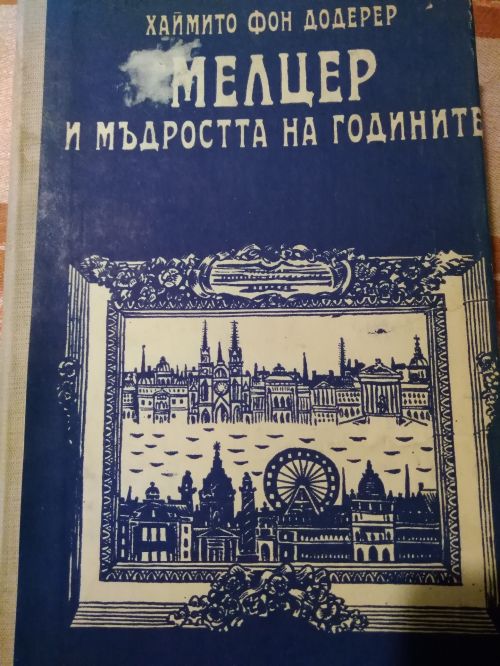 ХАЙМИТО ФОН ДОДЕРЕР
МЕЛЦЕР
И МЪДРОСТТА НА ГОДИНИТЕ